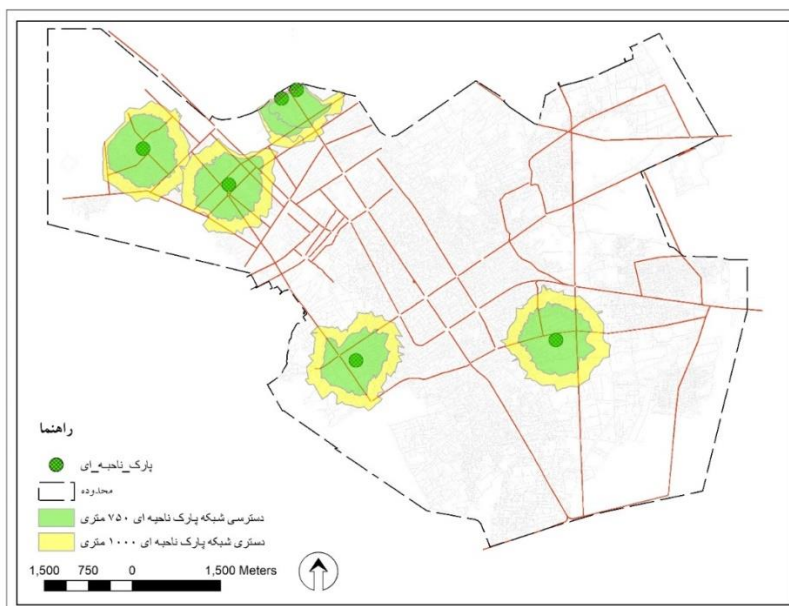 راهنما
پارک_ناحیه_ای
محدوده
دسترسی شبکه پارک ناحیه ای ۷۵۰ متری
دستری شبکه پارک ناحیه ای ۱۰۰۰ متری
1,500 750 0 1,500 Meters